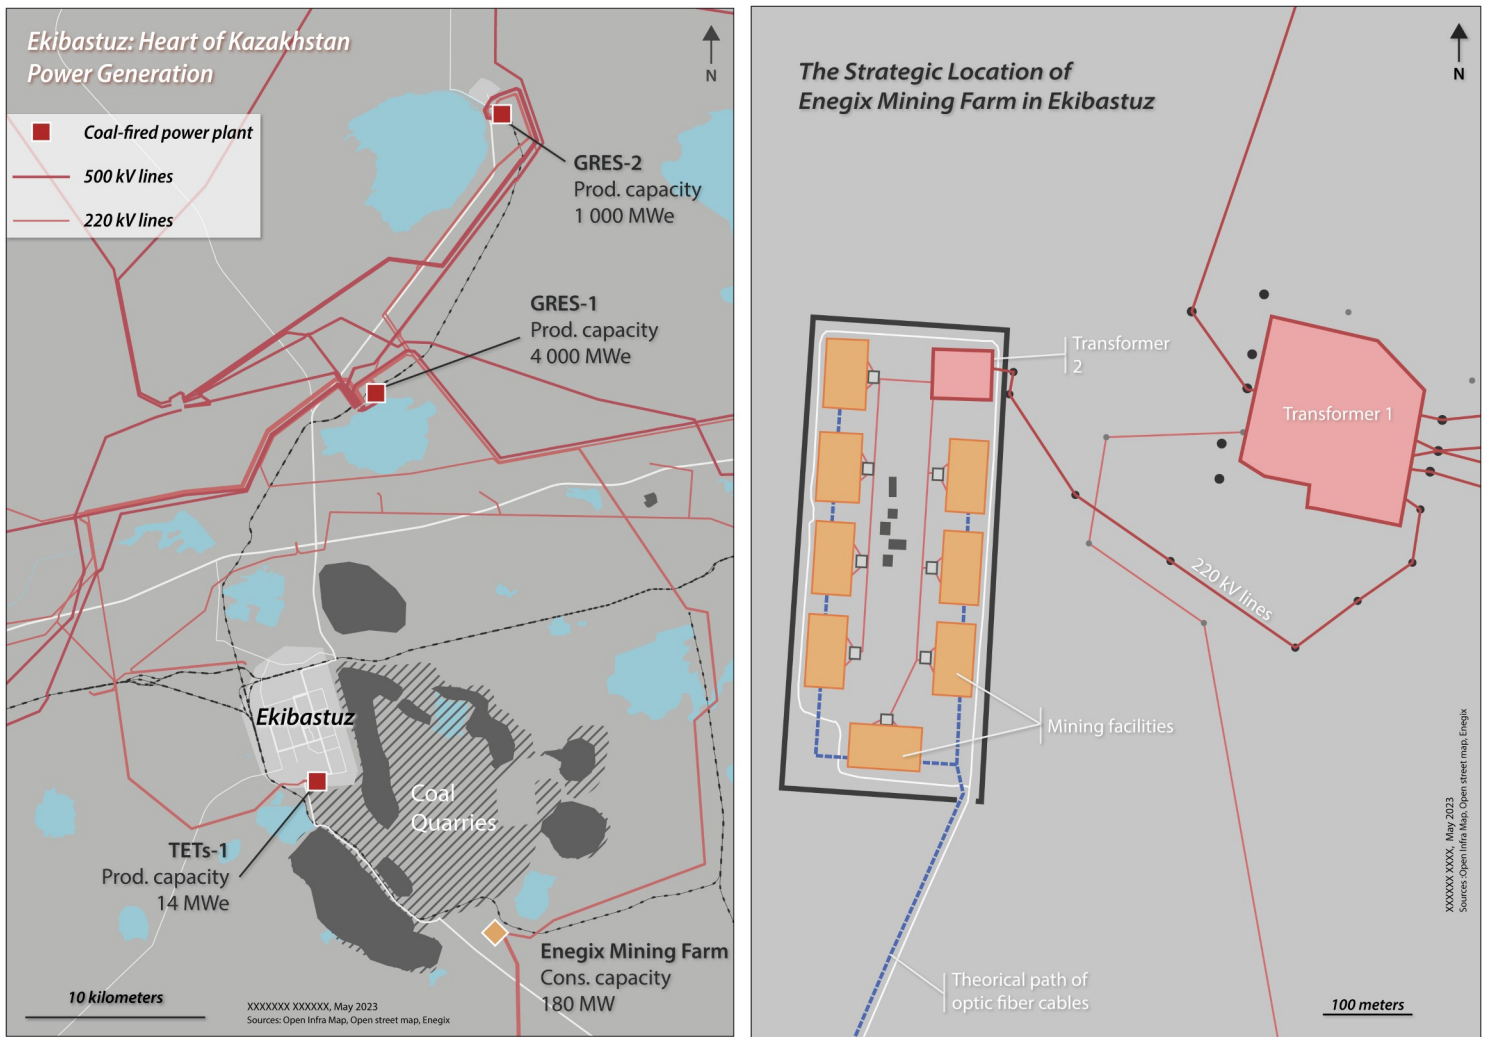 Ekibastuz: Heart of Kazakhstan
Power Generation
N
Coal-fired power plant
500 kV lines
220 kV lines
GRES-2
Prod. capacity
1 000 MWe
GRES-1
Prod. capacity
4 000 MWe
Ekibastuz
Coal
Quarries
TETs-1
Prod. capacity
14 MWe
Enegix Mining Farm
Cons. capacity
180 MW
10 kilometers
XXXXXXX XXXXXX, May 2023
Sources: Open Infra Map, Open street map, Enegix
The Strategic Location of
Enegix Mining Farm in Ekibastuz
N
Transformer
2
Transformer 1
220 kV lines
Mining facilities
Theorical path of
optic fiber cables
100 meters
XXXXXX XXXX, May 2023
Sources :Open Infra Map, Open street map, Enegix